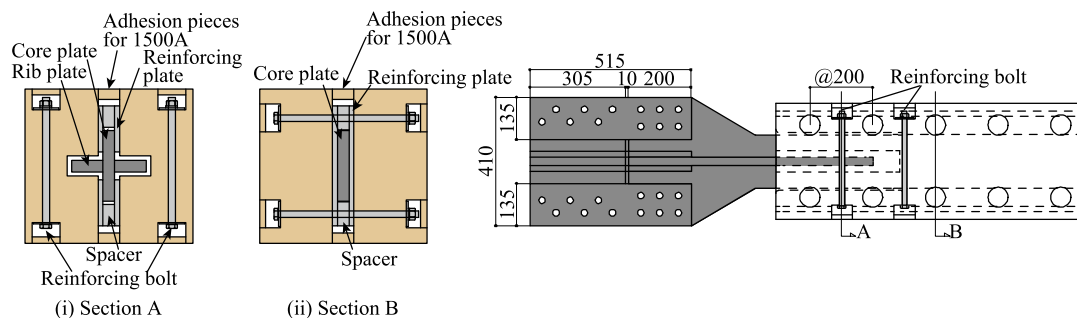 Adhesion pieces
for 1500A
Core plate
Reinforcing
plate
Rib plate
Spacer
Reinforcing bolt
(i) Section A
Adhesion pieces
for 1500A
Core plate
Reinforcing plate
Spacer
(ii) Section B
515
305
10
200
135
410
135
@200
Reinforcing bolt
A
B